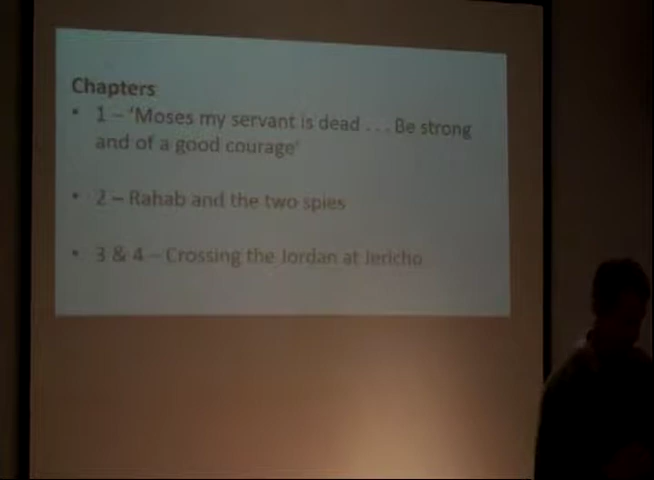 Chapters
• 1 – 'Moses my servant is dead . . . Be strong
and of a good courage'
• 2 – Rahab and the two spies
• 3 & 4 – Crossing the Jordan at Jericho